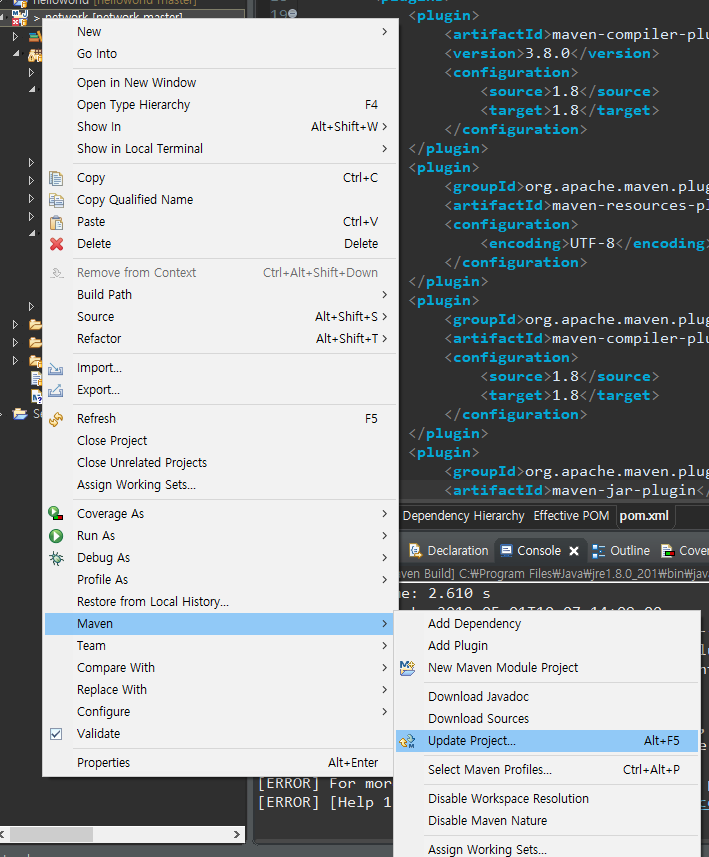 helloworld [helloworld master]
> network [network master]
New
Go Into
Open in New Window
Open Type Hierarchy F4
Show In Alt+Shift+W >
Show in Local Terminal
Copy Ctrl+C
Copy Qualified Name
Paste Ctrl+V
Delete Delete
Remove from Context Ctrl+Alt+Shift+Down
Build Path
Source Alt+Shift+S >
Refactor Alt+Shift+T >
Import...
Export...
Refresh F5
Close Project
Close Unrelated Projects
Assign Working Sets...
Coverage As
Run As
Debug As
Profile As
Restore from Local History...
Maven
Team
Compare With
Replace With
Configure
Validate
Properties Alt+Enter
19
<plugin>
<artifactId>maven-compiler-plu
<version>3.8.0</version>
<configuration>
<source>1.8</source>
<target>1.8</target>
</configuration>
</plugin>
<plugin>
<groupId>org.apache.maven.plug
<artifactId>maven-resources-pl
<configuration>
<encoding>UTF-8</encoding>
</configuration>
</plugin>
<plugin>
<groupId>org.apache.maven.plug
<artifactId>maven-compiler-plu
<configuration>
<source>1.8</source>
<target>1.8</target>
</configuration>
</plugin>
<plugin>
<groupId>org.apache.maven.plug
<artifactId>maven-jar-plugin</
Dependency Hierarchy Effective POM pom.xml
Declaration Console Outline Cover
aven Build] C:₩Program Files₩Java₩jre1.8.0_201₩bin₩jav
me: 2.610 s
Add Dependency
Add Plugin
New Maven Module Project
Download Javadoc
Download Sources
Update Project... Alt+F5
Select Maven Profiles... Ctrl+Alt+P
Disable Workspace Resolution
Disable Maven Nature
Assign Working Sets...
[ERROR] For mor
[ERROR] [Help 1